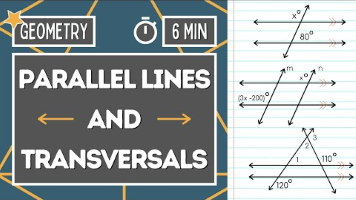 GEOMETRY
6 MIN
PARALLEL LINES
AND
TRANSVERSALS
x°
80°
m
n
x°
(3x -200)°
3
2
1
110°
120°